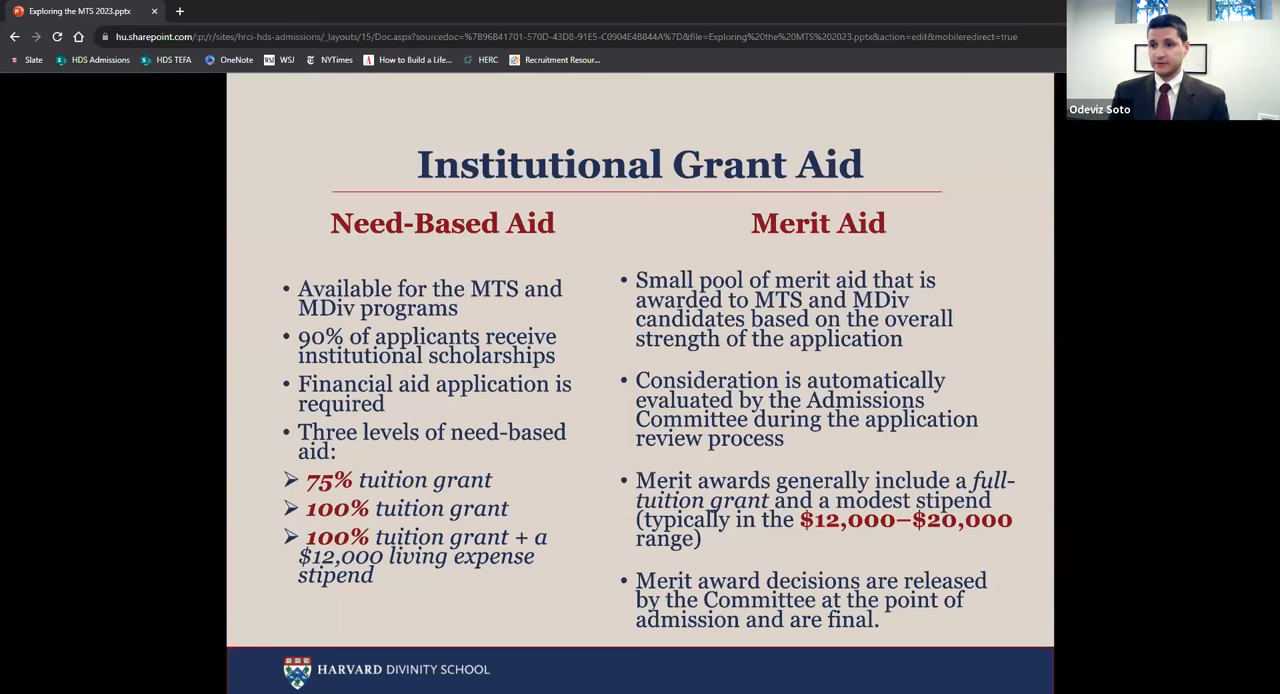 Exploring the MTS 2023.pptx
hu.sharepoint.com/:p:/r/sites/hrci-hds-admissions/_layouts/15/Doc.aspx?sourcedoc=%7B96B41701-570D-43D8-91E5-C0904E4B844A%7D&file=Exploring%20the%20MTS%202023.pptx&action=edit&mobileredirect=true
Slate HDS Admissions HDS TEFA OneNote WSJ WSJ NYTimes How to Build a Life... HERC Recruitment Resour...
Odeviz Soto
Institutional Grant Aid
Need-Based Aid
• Available for the MTS and
MDiv programs
• 90% of applicants receive
institutional scholarships
• Financial aid application is
required
• Three levels of need-based
aid:
➢ 75% tuition grant
➢ 100% tuition grant
➢ 100% tuition grant + a
$12,000 living expense
stipend
Merit Aid
• Small pool of merit aid that is
awarded to MTS and MDiv
candidates based on the overall
strength of the application
• Consideration is automatically
evaluated by the Admissions
Committee during the application
review process
• Merit awards generally include a full-
tuition grant and a modest stipend
(typically in the $12,000–$20,000
range)
• Merit award decisions are released
by the Committee at the point of
admission and are final.
HARVARD DIVINITY SCHOOL